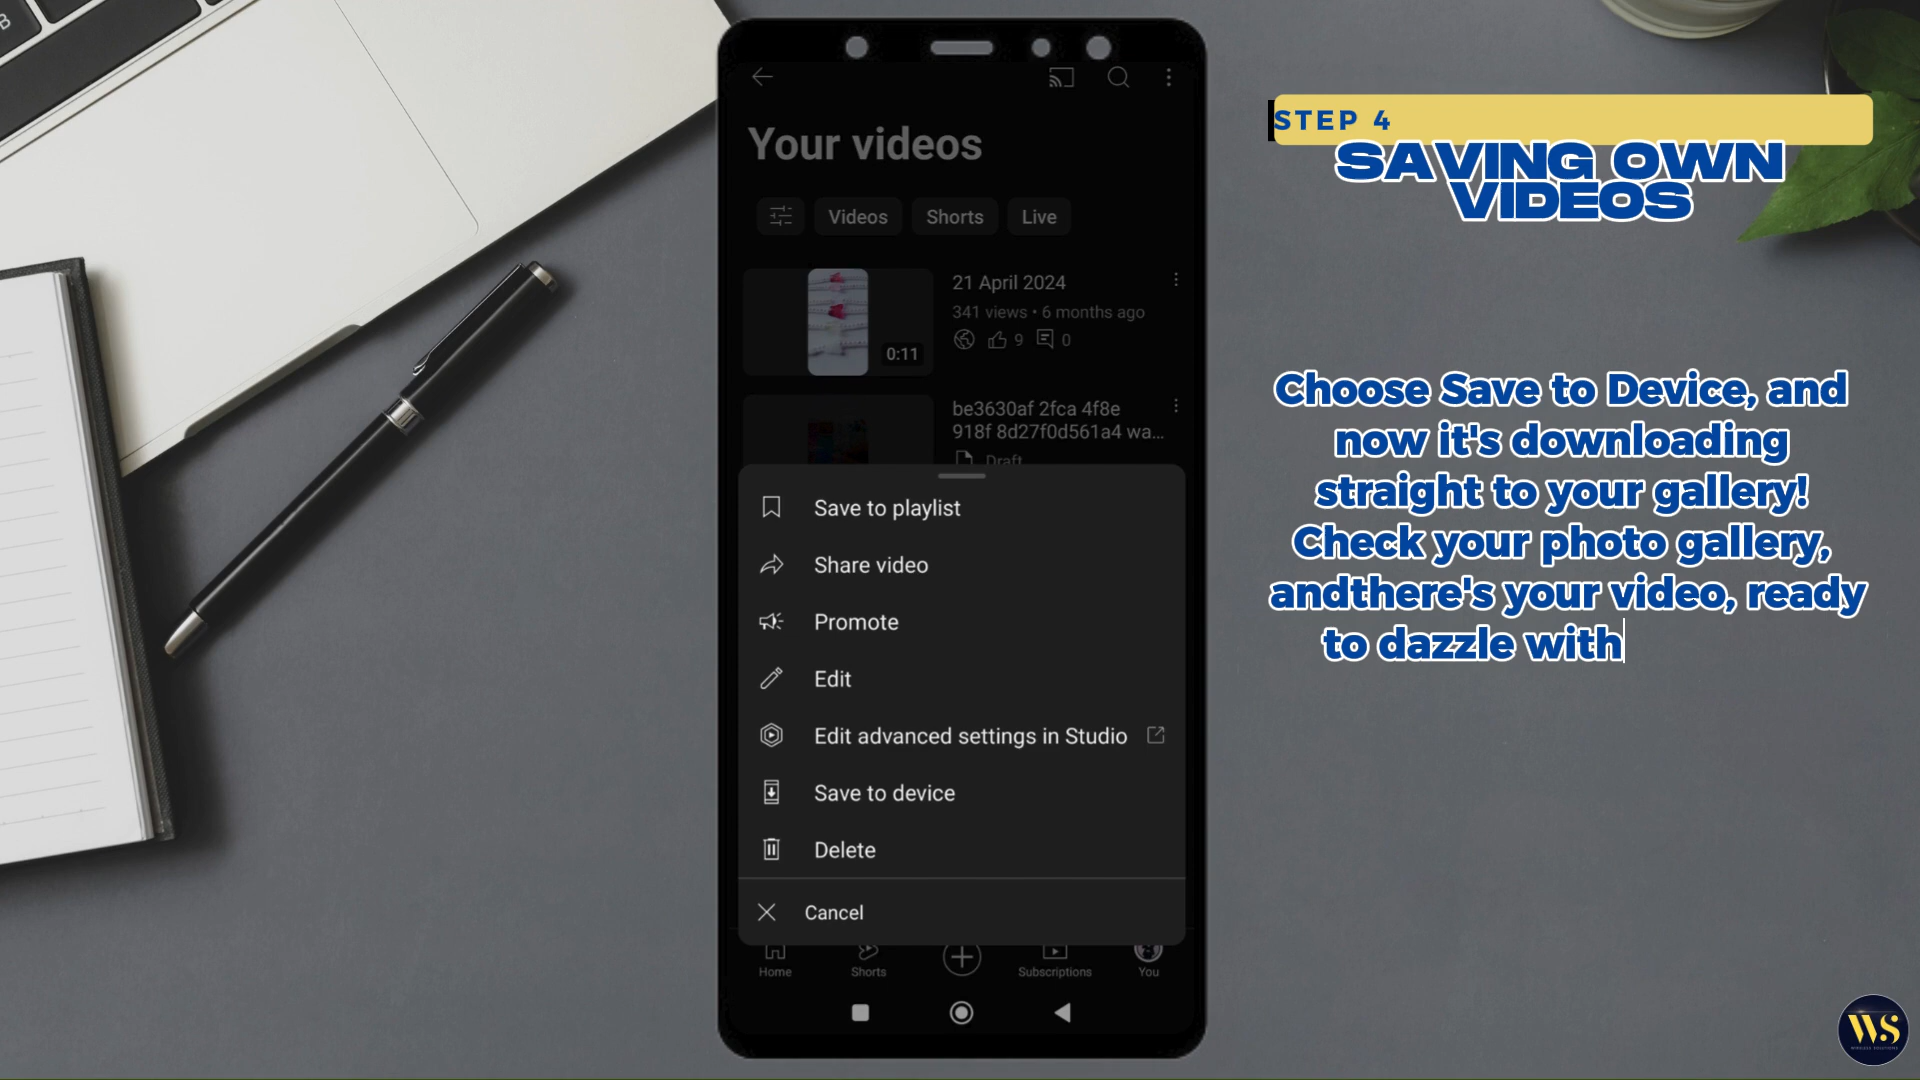 B
STEP 4
SAVING OWN
VIDEOS
Your videos
Videos
Shorts
Live
21 April 2024
341 views • 6 months ago
9
0
0:11
be3630af 2fca 4f8e
918f 8d27f0d561a4 wa...
Draft
Save to playlist
Share video
Promote
Edit
Edit advanced settings in Studio
Save to device
Delete
Cancel
Home
Shorts
Subscriptions
You
Choose Save to Device, and
now it's downloading
straight to your gallery!
Check your photo gallery,
andthere's your video, ready
to dazzle with
WS
WIRELESS SOLUTIONS